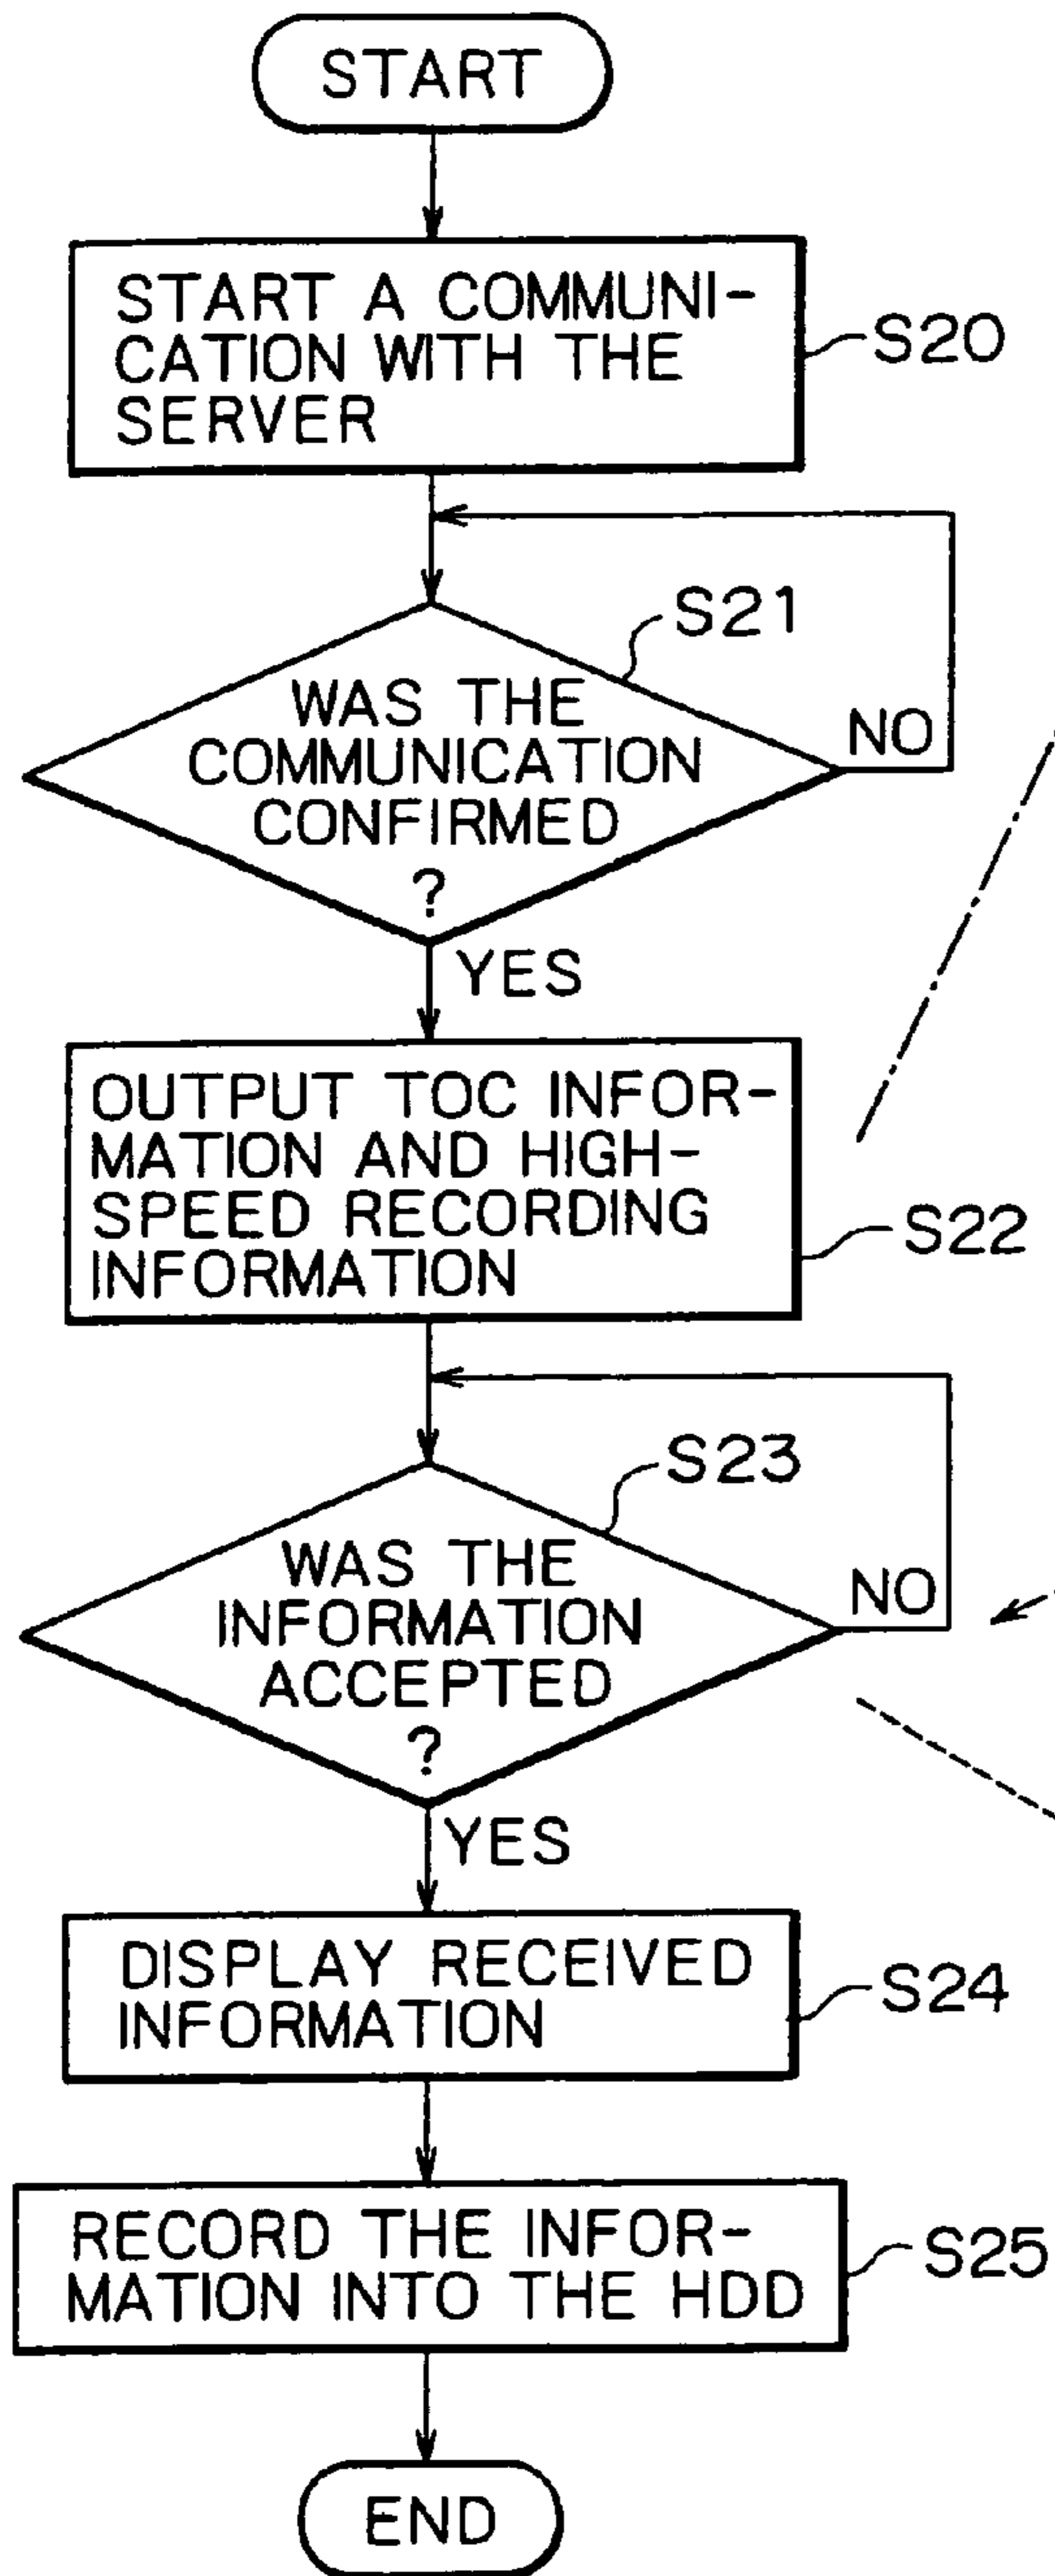 START
START A COMMUNI-
CATION WITH THE
SERVER
S20
S21
WAS THE
COMMUNICATION
CONFIRMED
?
NO
YES
OUTPUT TOC INFOR-
MATION AND HIGH-
SPEED RECORDING
INFORMATION
S22
S23
WAS THE
INFORMATION
ACCEPTED
?
NO
YES
DISPLAY RECEIVED
INFORMATION
S24
RECORD THE INFOR-
MATION INTO THE HDD
S25
END